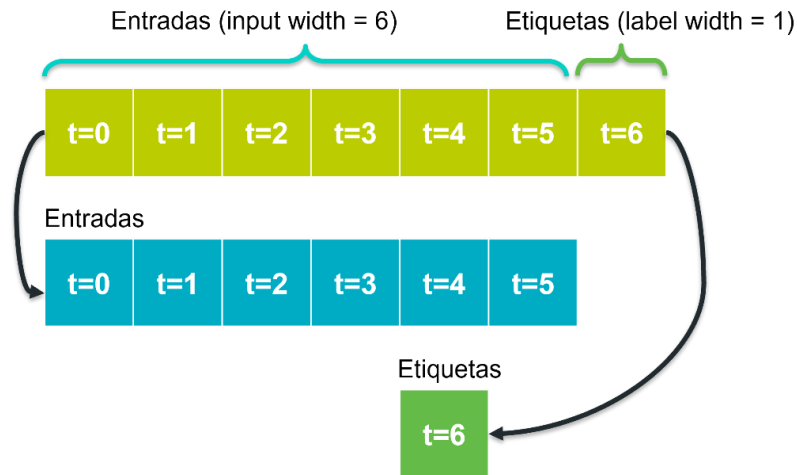 Entradas (input width = 6) Etiquetas (label width = 1)
t=0 t=1 t=2 t=3 t=4 t=5 t=6
Entradas
t=0 t=1 t=2 t=3 t=4 t=5
Etiquetas
t=6